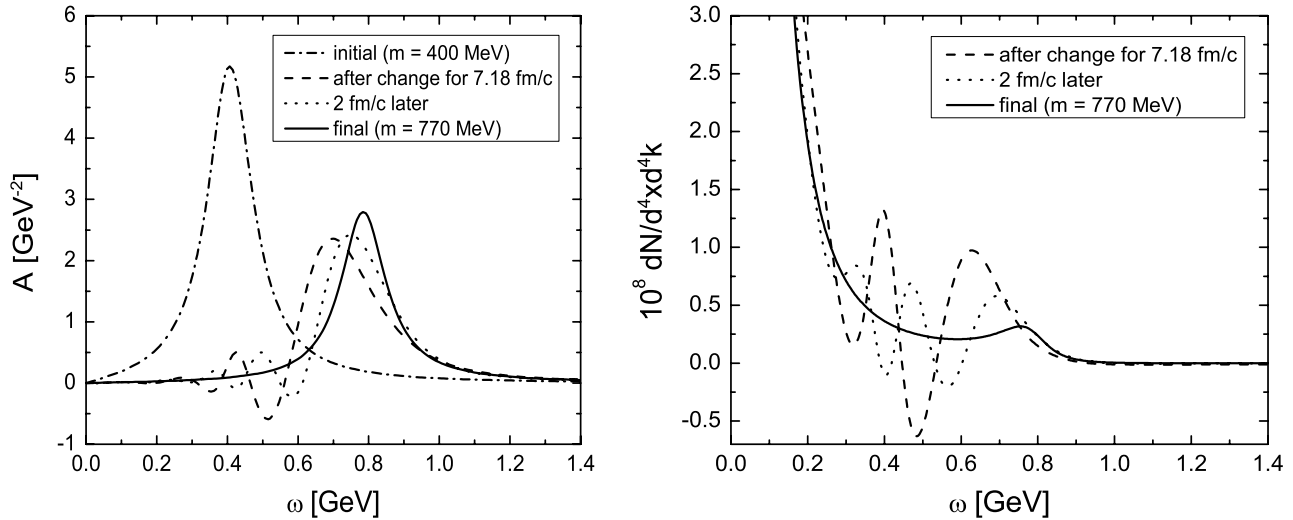 6
5
4
3
2
1
0
-1
A [GeV⁻²]
initial (m = 400 MeV)
after change for 7.18 fm/c
2 fm/c later
final (m = 770 MeV)
0.0 0.2 0.4 0.6 0.8 1.0 1.2 1.4
ω [GeV]
3.0
2.5
2.0
1.5
1.0
0.5
0.0
-0.5
10⁸ dN/d⁴xd⁴k
after change for 7.18 fm/c
2 fm/c later
final (m = 770 MeV)
0.0 0.2 0.4 0.6 0.8 1.0 1.2 1.4
ω [GeV]